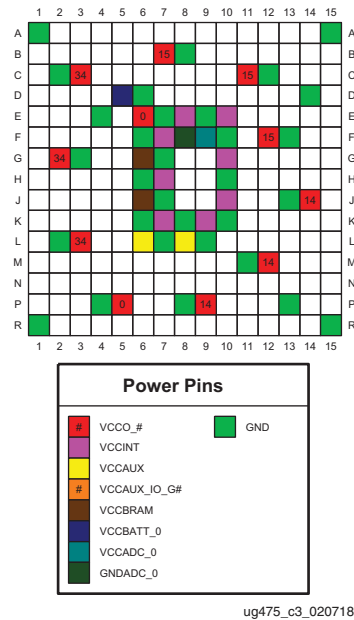 1 2 3 4 5 6 7 8 9 10 11 12 13 14 15
A A
B 15 B
C 34 15 C
D D
E 0 E
F 15 F
G 34 G
H H
J 14 J
K K
L 34 L
M 14 M
N N
P 0 14 P
R R
1 2 3 4 5 6 7 8 9 10 11 12 13 14 15
Power Pins
# VCCO_# GND
VCCINT
VCCAUX
# VCCAUX_IO_G#
VCCBRAM
VCCBATT_0
VCCADC_0
GNDADC_0
ug475_c3_020718